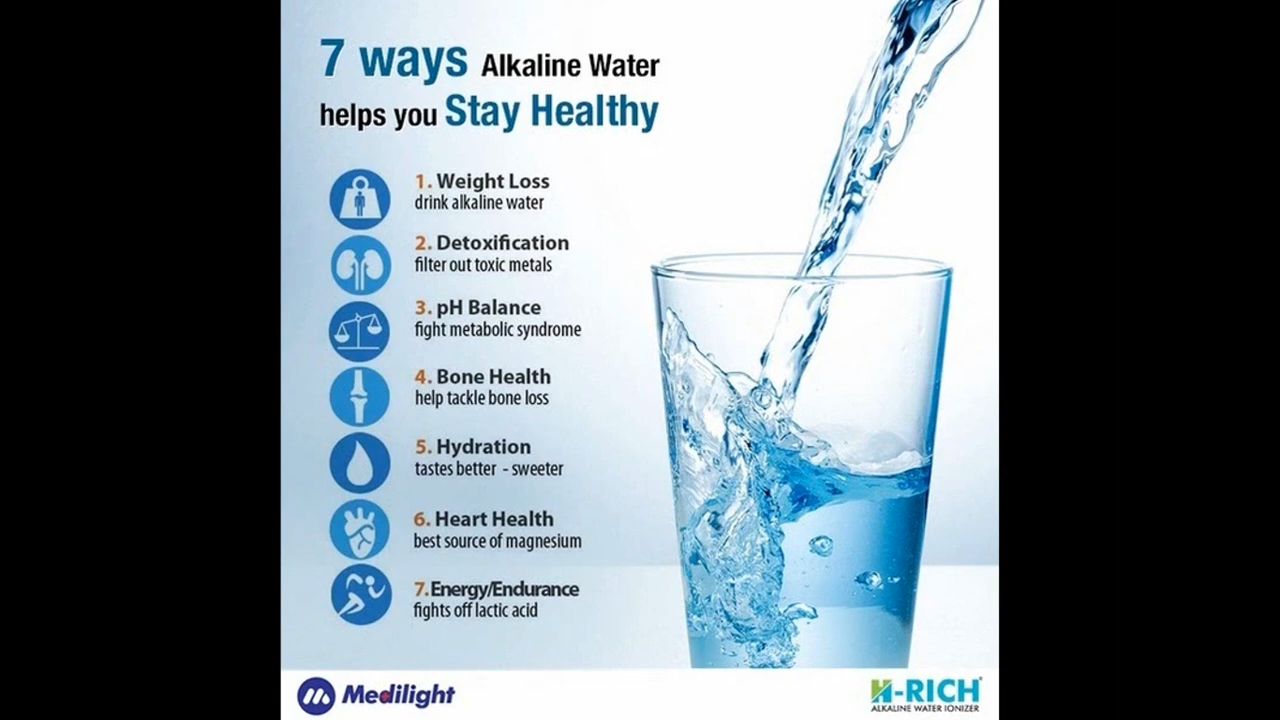 7 ways Alkaline Water
helps you Stay Healthy
1. Weight Loss
drink alkaline water
2. Detoxification
filter out toxic metals
3. pH Balance
fight metabolic syndrome
4. Bone Health
help tackle bone loss
5. Hydration
tastes better - sweeter
6. Heart Health
best source of magnesium
7. Energy/Endurance
fights off lactic acid
Medilight
H-RICH
ALKALINE WATER IONIZER